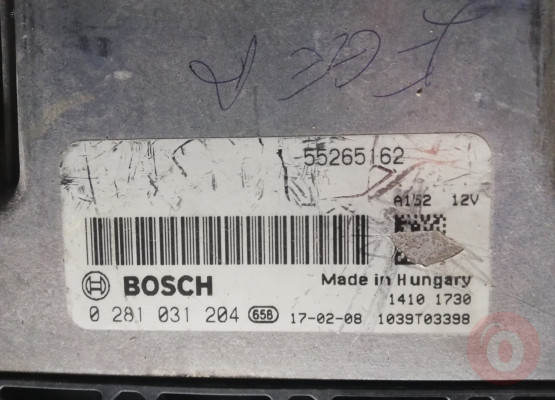 55265162
A152 12V
BOSCH
Made in Hungary
1410 1730
0 281 031 204 658 17-02-08 1039T03398